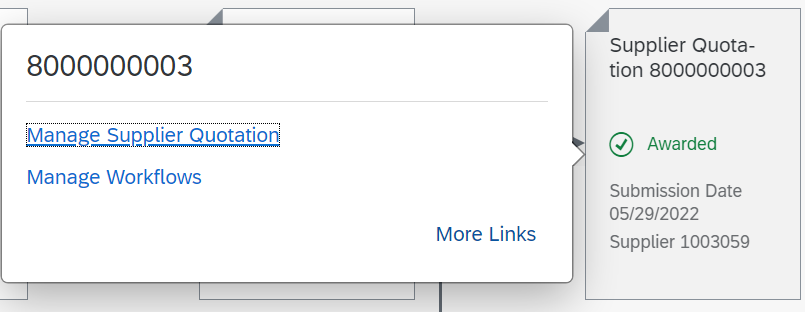 8000000003
Manage Supplier Quotation
Manage Workflows
More Links
Supplier Quota-
tion 8000000003
Awarded
Submission Date
05/29/2022
Supplier 1003059